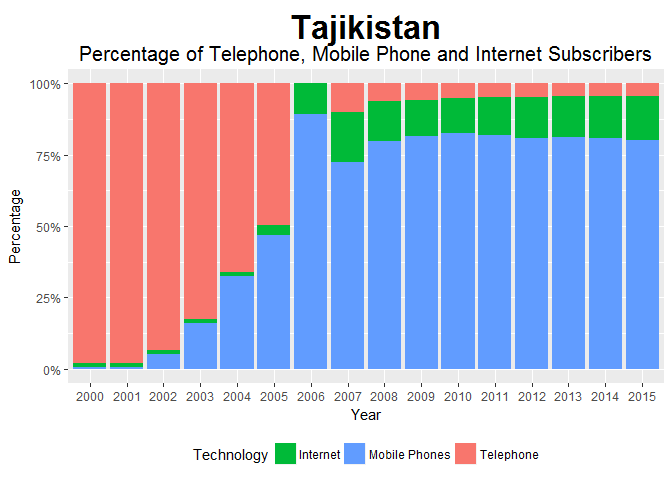 Tajikistan
Percentage of Telephone, Mobile Phone and Internet Subscribers
100%
75%
50%
25%
0%
Percentage
2000 2001 2002 2003 2004 2005 2006 2007 2008 2009 2010 2011 2012 2013 2014 2015
Year
Technology Internet Mobile Phones Telephone